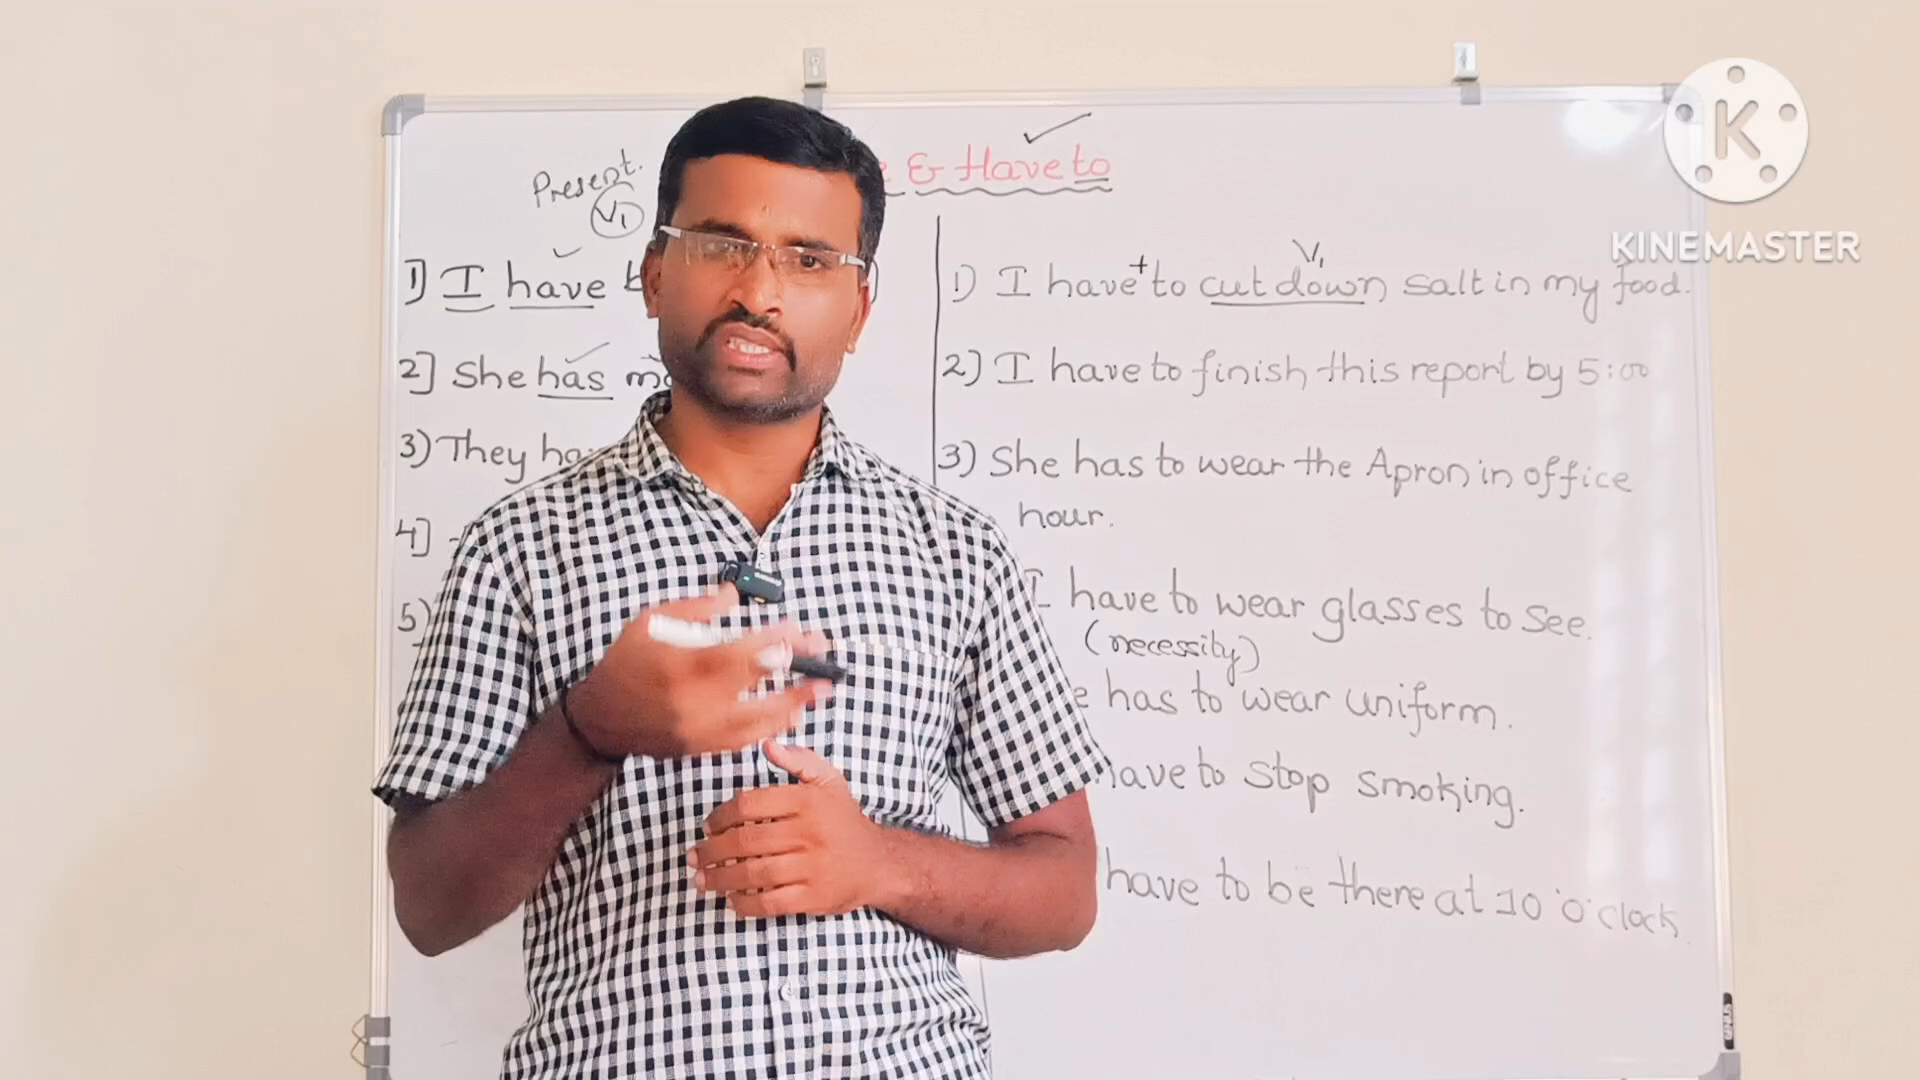 & Have to
Present.
V1
1] I have
2] She has
3) They
4]
5)
V1
+
1) I have to cut down salt in my food.
2) I have to finish this report by 5:00
3) She has to wear the Apron in office
hour.
I have to wear glasses to see.
(necessity)
has to wear uniform.
have to stop smoking.
have to be there at 10 o'clock
K
KINEMASTER